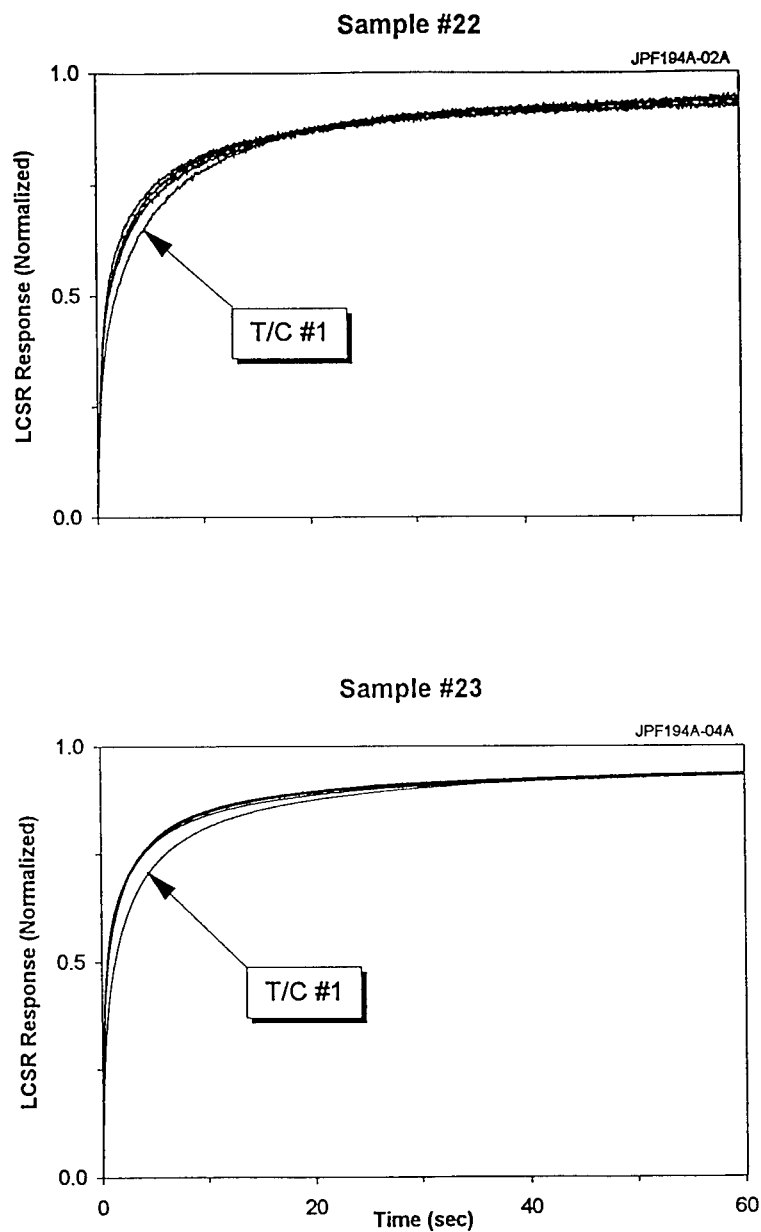 Sample #22
JPF194A-02A
1.0
LCSR Response (Normalized)
0.5
T/C #1
0.0
Sample #23
JPF194A-04A
1.0
LCSR Response (Normalized)
0.5
T/C #1
0.0
0 20 40 60
Time (sec)